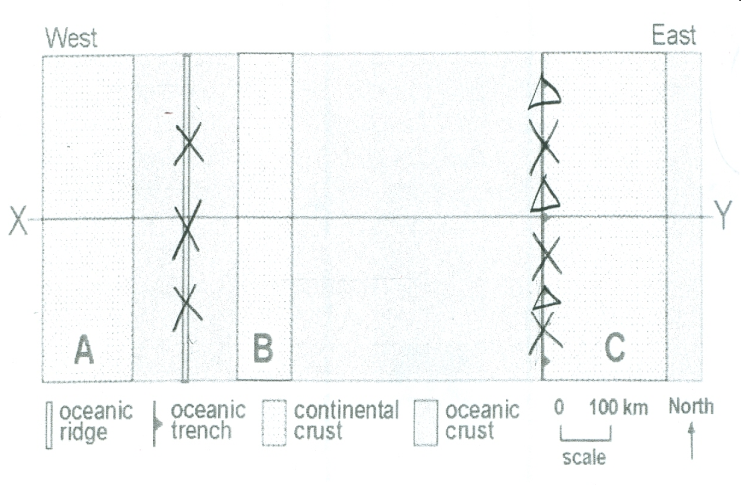 West
East
X
Y
A
B
C
oceanic ridge
oceanic trench
continental crust
oceanic crust
0 100 km
scale
North